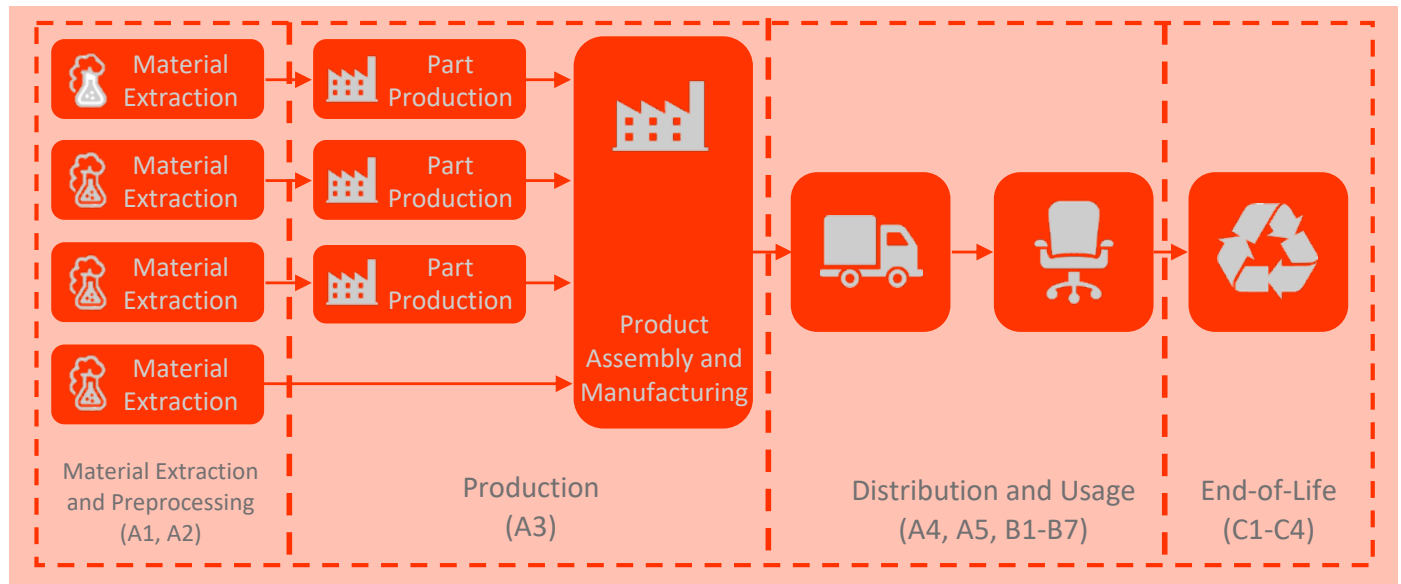 Material
Extraction
Part
Production
Material
Extraction
Part
Production
Material
Extraction
Part
Production
Material
Extraction
Product
Assembly and
Manufacturing
Material Extraction
and Preprocessing
(A1, A2)
Production
(A3)
Distribution and Usage
(A4, A5, B1-B7)
End-of-Life
(C1-C4)